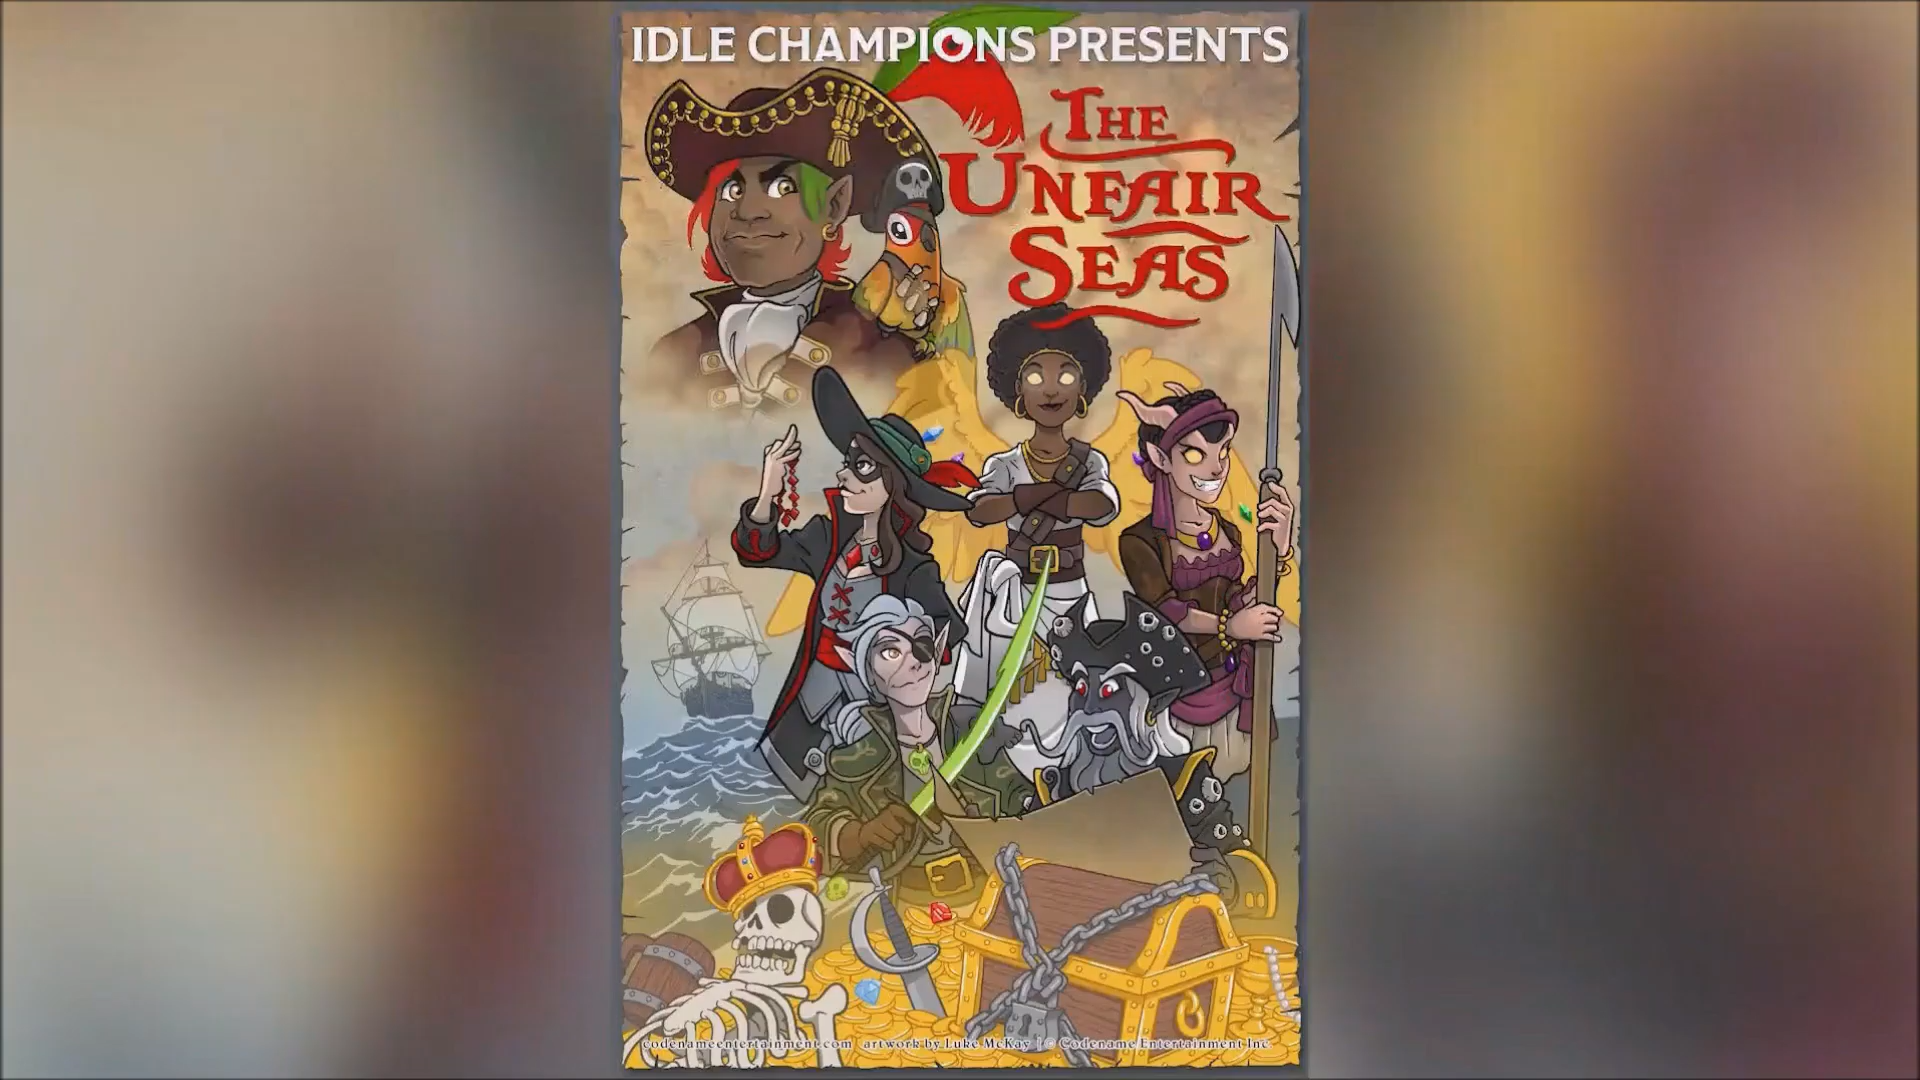 IDLE CHAMPIONS PRESENTS
THE
UNFAIR
SEAS
codenameentertainment.com artwork by Luke McKay | © Codename Entertainment Inc.